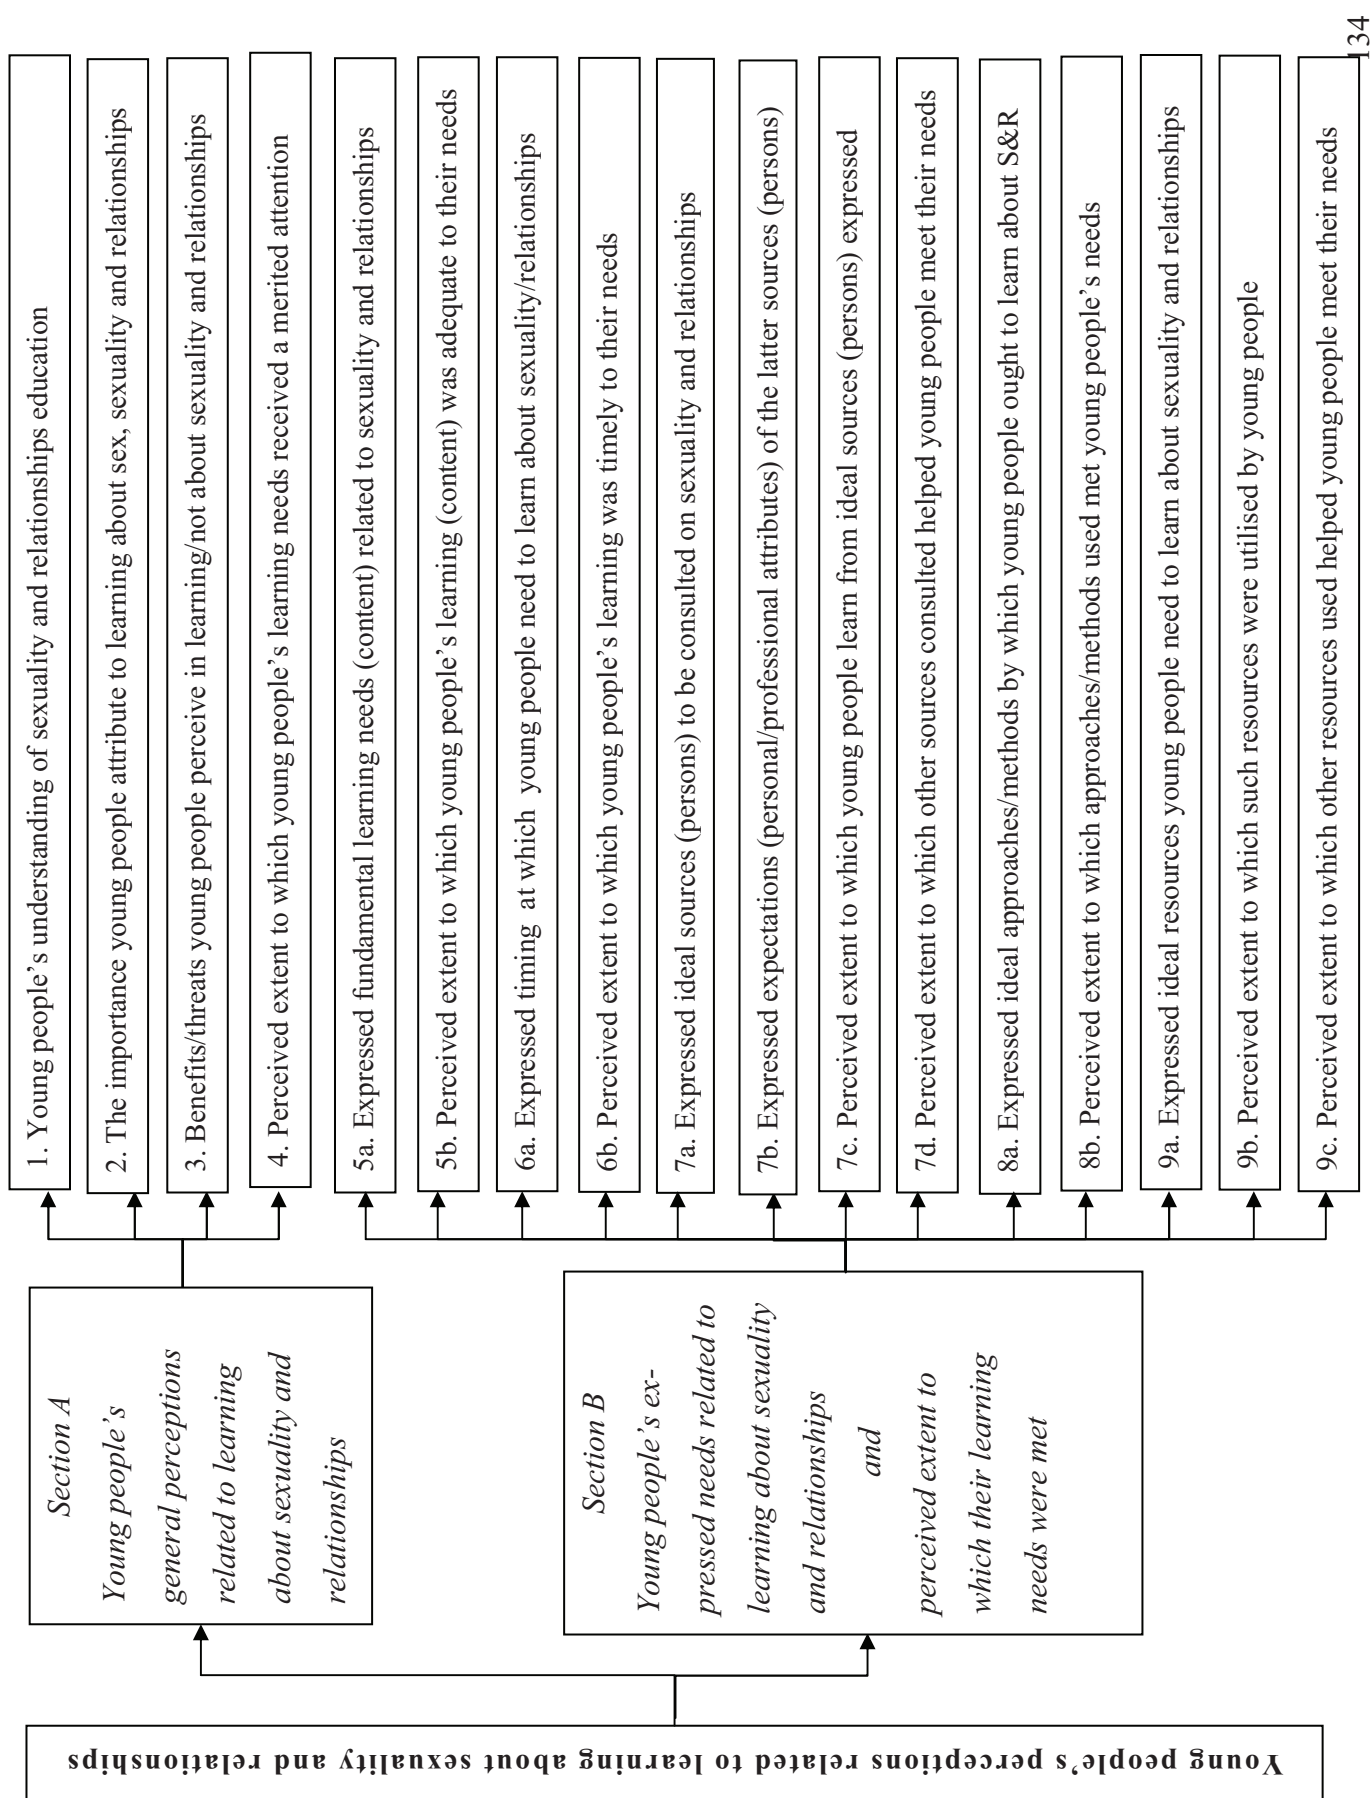 Young people's perceptions related to learning about sexuality and relationships
Section A
Young people's
general perceptions
related to learning
about sexuality and
relationships
Section B
Young people's ex-
pressed needs related to
learning about sexuality
and relationships
and
perceived extent to
which their learning
needs were met
1. Young people's understanding of sexuality and relationships education
2. The importance young people attribute to learning about sex, sexuality and relationships
3. Benefits/threats young people perceive in learning/not about sexuality and relationships
4. Perceived extent to which young people's learning needs received a merited attention
5a. Expressed fundamental learning needs (content) related to sexuality and relationships
5b. Perceived extent to which young people's learning (content) was adequate to their needs
6a. Expressed timing at which young people need to learn about sexuality/relationships
6b. Perceived extent to which young people's learning was timely to their needs
7a. Expressed ideal sources (persons) to be consulted on sexuality and relationships
7b. Expressed expectations (personal/professional attributes) of the latter sources (persons)
7c. Perceived extent to which young people learn from ideal sources (persons) expressed
7d. Perceived extent to which other sources consulted helped young people meet their needs
8a. Expressed ideal approaches/methods by which young people ought to learn about S&R
8b. Perceived extent to which approaches/methods used met young people's needs
9a. Expressed ideal resources young people need to learn about sexuality and relationships
9b. Perceived extent to which such resources were utilised by young people
9c. Perceived extent to which other resources used helped young people meet their needs
134